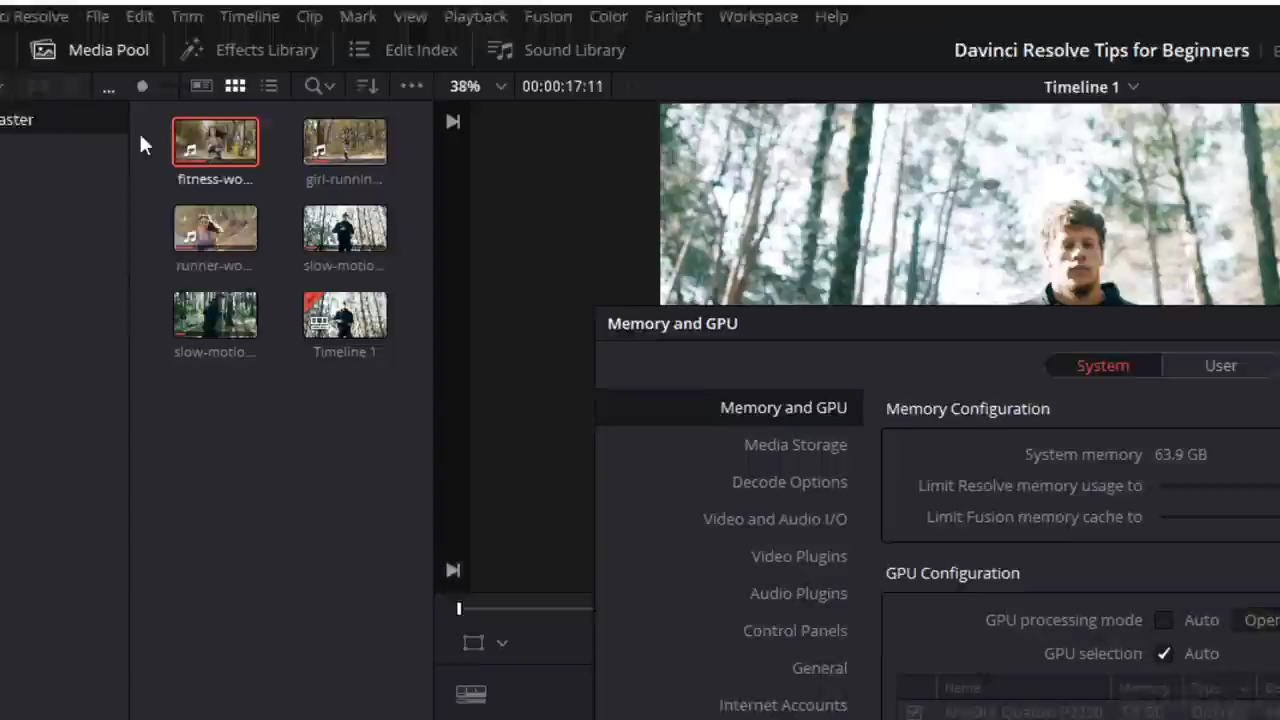 Resolve File Edit Trim Timeline Clip Mark View Playback Fusion Color Fairlight Workspace Help
Media Pool Effects Library Edit Index Sound Library Davinci Resolve Tips for Beginners
... 38% 00:00:17:11 Timeline 1
aster
fitness-wo... girl-runnin...
runner-wo... slow-motio...
slow-motio... Timeline 1
Memory and GPU
System User
Memory and GPU
Media Storage
Decode Options
Video and Audio I/O
Video Plugins
Audio Plugins
Control Panels
General
Internet Accounts
Memory Configuration
System memory 63.9 GB
Limit Resolve memory usage to
Limit Fusion memory cache to
GPU Configuration
GPU processing mode Auto Open
GPU selection Auto
Name Memory Type